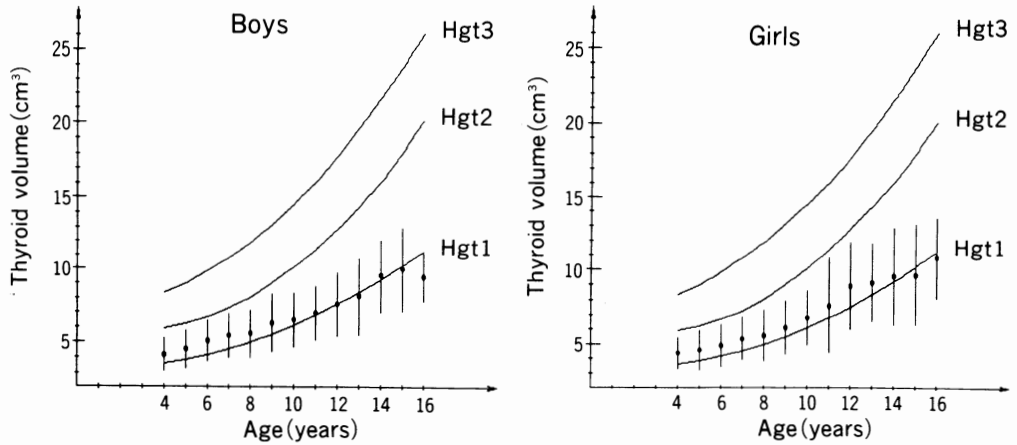 Boys
Thyroid volume (cm³)
25
20
15
10
5
4 6 8 10 12 14 16
Age (years)
Hgt3
Hgt2
Hgt1
Girls
Thyroid volume (cm³)
25
20
15
10
5
4 6 8 10 12 14 16
Age (years)
Hgt3
Hgt2
Hgt1